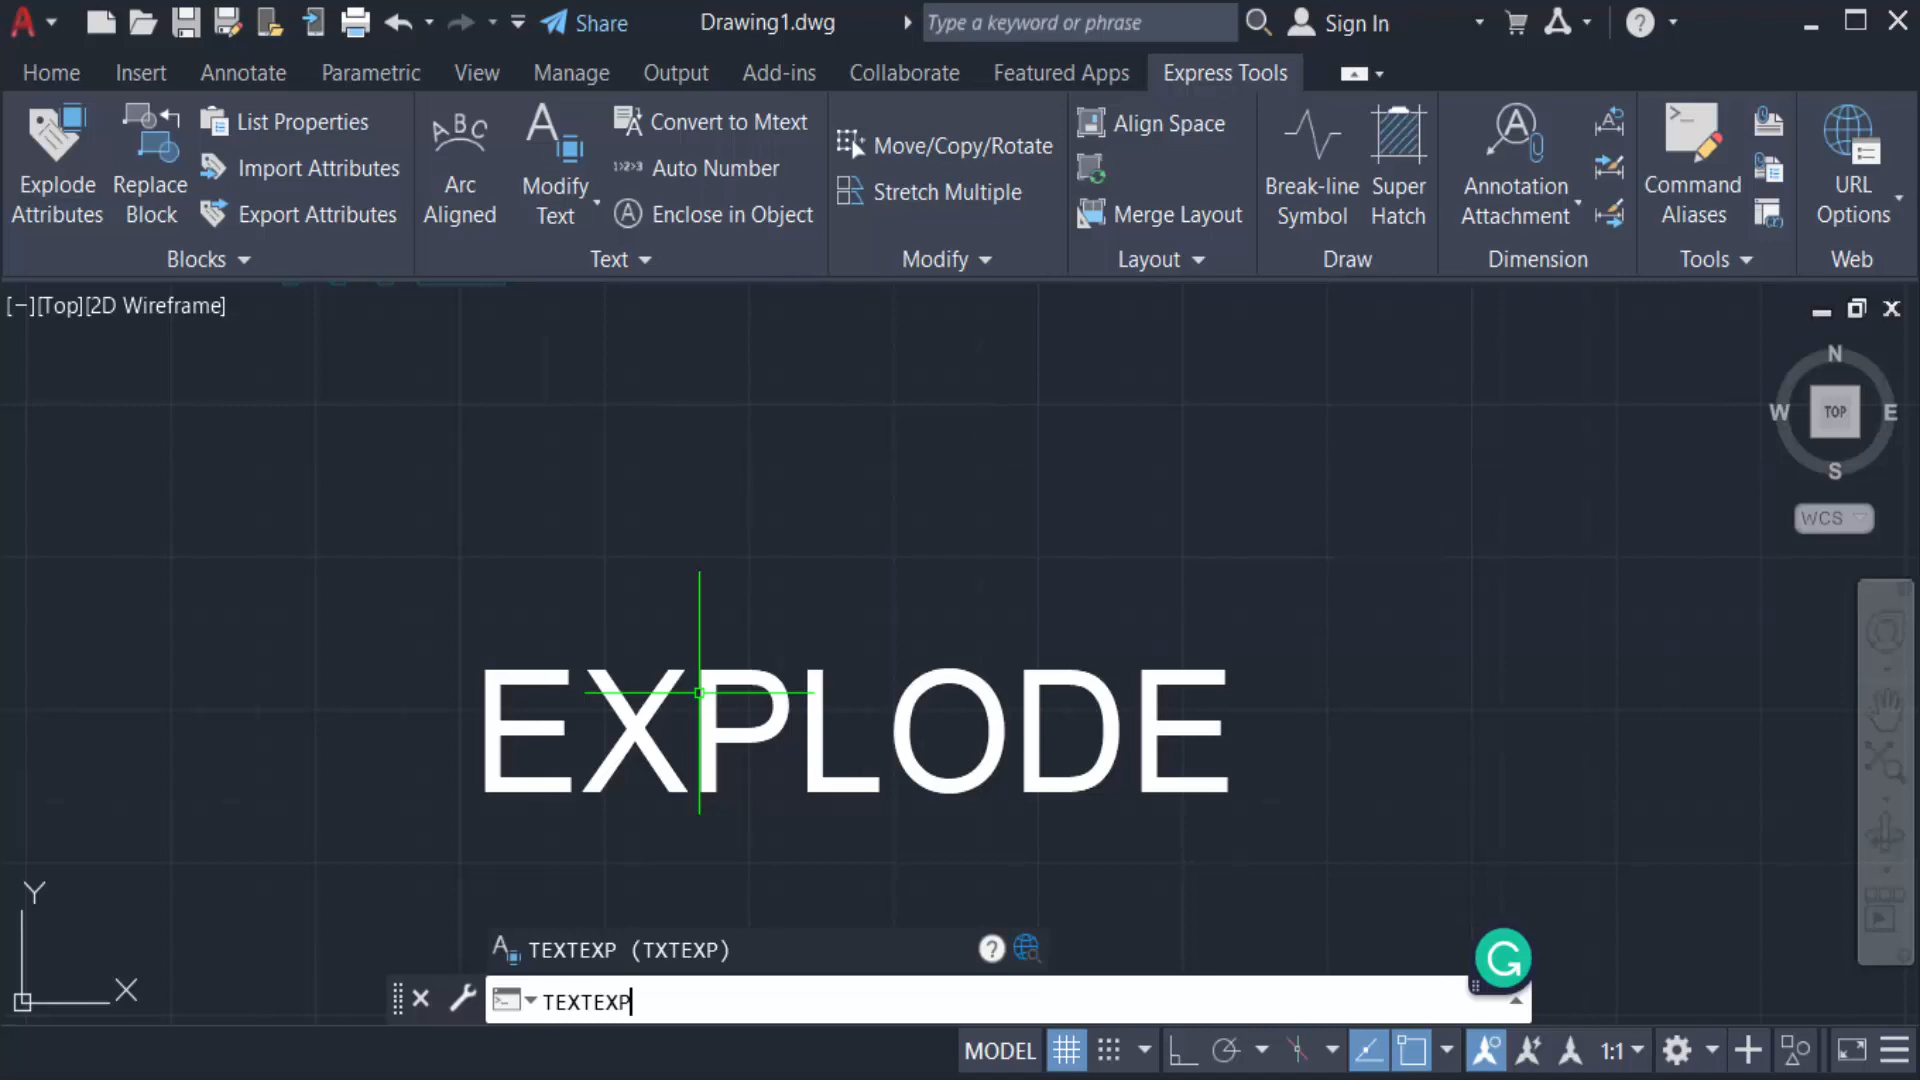 Share
Drawing1.dwg
Type a keyword or phrase
Sign In
Home Insert Annotate Parametric View Manage Output Add-ins Collaborate Featured Apps Express Tools
Explode Attributes
Replace Block
List Properties
Import Attributes
Export Attributes
Blocks
ABC
Arc Aligned
A
Modify Text
Convert to Mtext
1›2›3 Auto Number
A Enclose in Object
Text
Move/Copy/Rotate
Stretch Multiple
Modify
Align Space
Merge Layout
Layout
Break-line Symbol
Super Hatch
Draw
A
Annotation Attachment
Dimension
Command Aliases
Tools
URL Options
Web
[−][Top][2D Wireframe]
N
W TOP E
S
WCS
EXPLODE
Y
X
TEXTEXP (TXTEXP)
TEXTEXP
G
MODEL
1:1